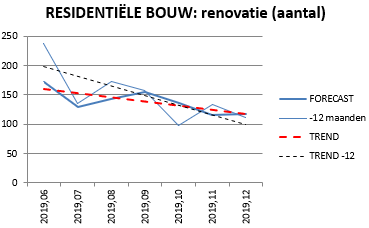 RESIDENTIËLE BOUW: renovatie (aantal)
250
200
150
100
50
0
2019,06
2019,07
2019,08
2019,09
2019,10
2019,11
2019,12
FORECAST
-12 maanden
TREND
TREND -12